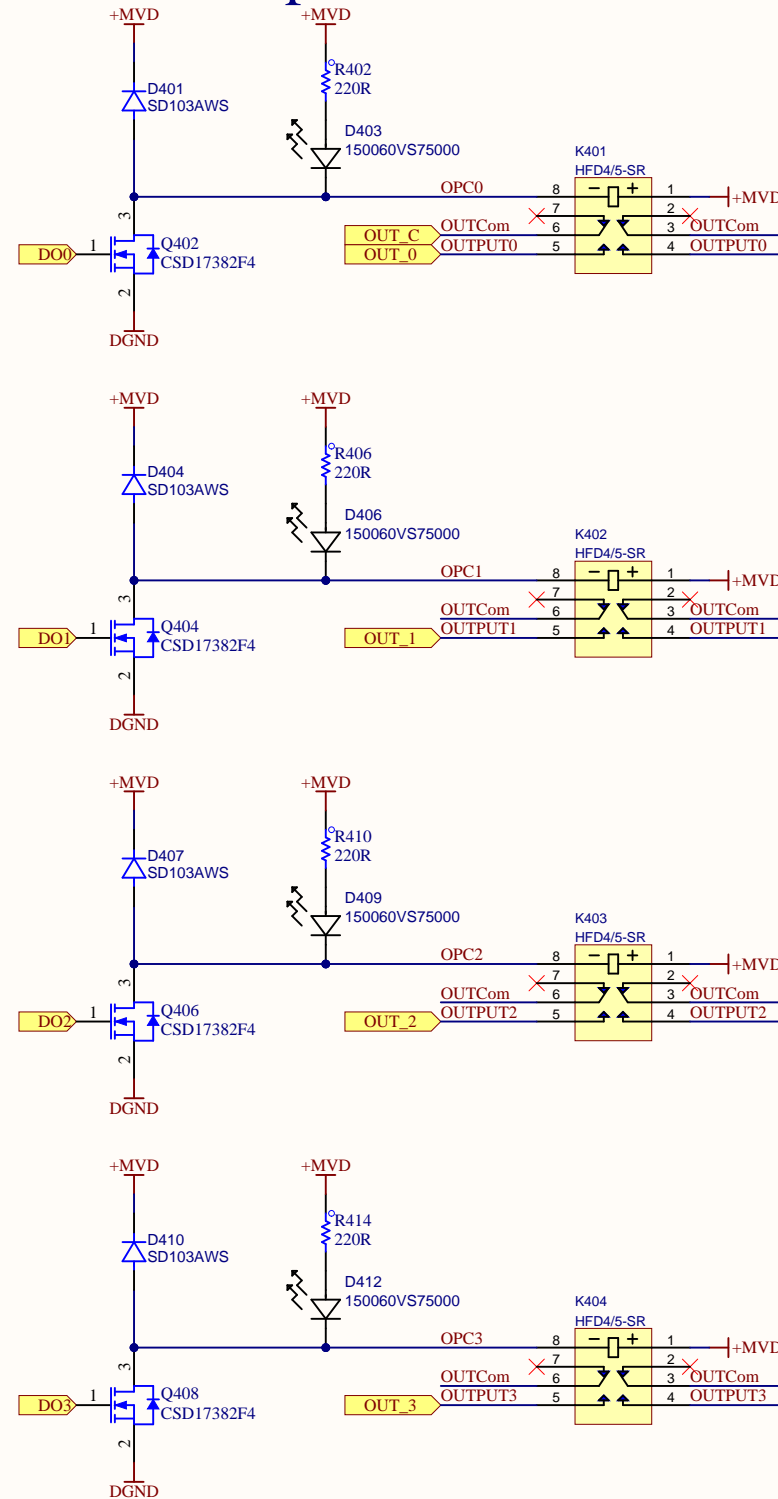 +MVD
+MVD
R402
220R
D401
SD103AWS
D403
150060VS75000
K401
HFD4/5-SR
OPC0
8
- +
1
+MVD
7
2
3
OUT_C
OUTCom
6
3
OUTCom
DO0
1
Q402
CSD17382F4
OUT_0
OUTPUT0
5
4
OUTPUT0
2
DGND
+MVD
+MVD
R406
220R
D404
SD103AWS
D406
150060VS75000
K402
HFD4/5-SR
OPC1
8
- +
1
+MVD
7
2
3
OUTCom
6
3
OUTCom
DO1
1
Q404
CSD17382F4
OUT_1
OUTPUT1
5
4
OUTPUT1
2
DGND
+MVD
+MVD
R410
220R
D407
SD103AWS
D409
150060VS75000
K403
HFD4/5-SR
OPC2
8
- +
1
+MVD
7
2
3
OUTCom
6
3
OUTCom
DO2
1
Q406
CSD17382F4
OUT_2
OUTPUT2
5
4
OUTPUT2
2
DGND
+MVD
+MVD
R414
220R
D410
SD103AWS
D412
150060VS75000
K404
HFD4/5-SR
OPC3
8
- +
1
+MVD
7
2
3
OUTCom
6
3
OUTCom
DO3
1
Q408
CSD17382F4
OUT_3
OUTPUT3
5
4
OUTPUT3
2
DGND